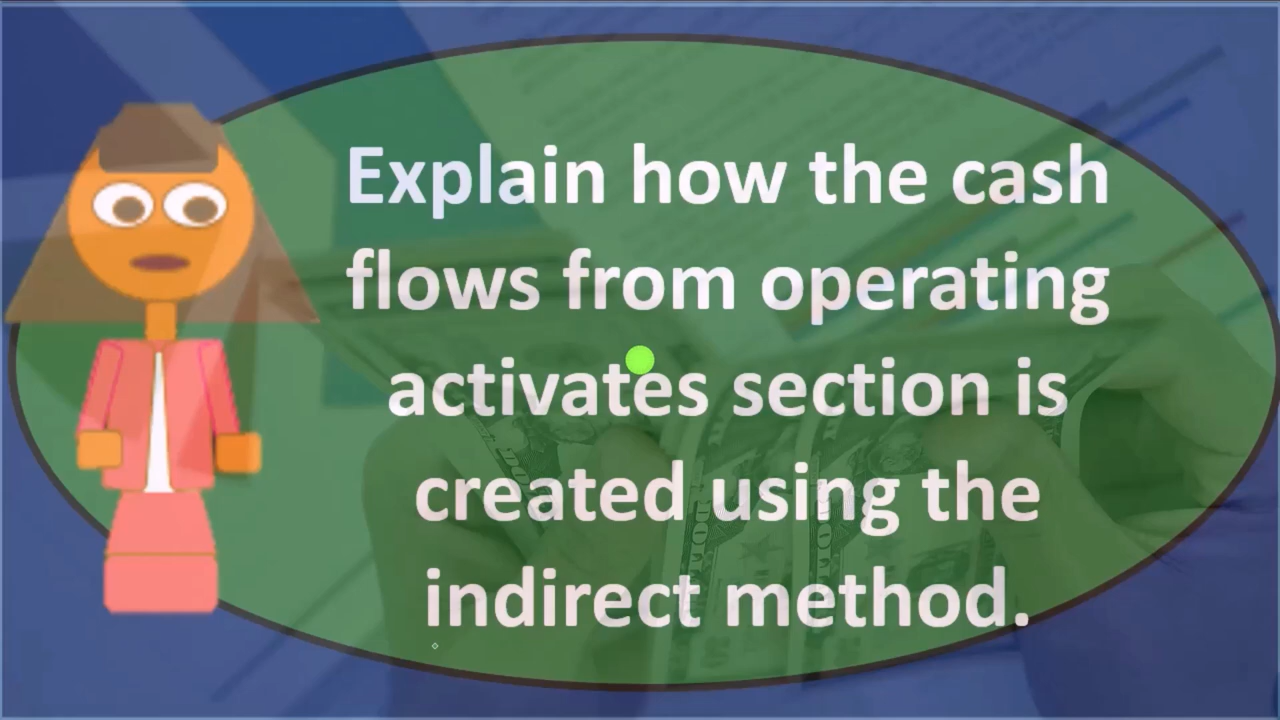 Explain how the cash
flows from operating
activates section is
created using the
indirect method.